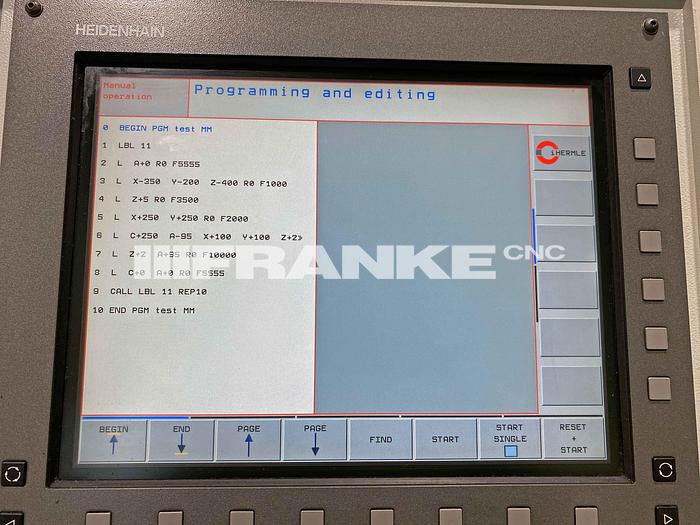 HEIDENHAIN
Manual operation
Programming and editing
0 BEGIN PGM test MM
1 LBL 11
2 L A+0 R0 F5555
3 L X-350 Y-200 Z-400 R0 F1000
4 L Z+5 R0 F3500
5 L X+250 Y+250 R0 F2000
6 L C+250 A-95 X+100 Y+100 Z+2»
7 L Z+2 A+95 R0 F10000
8 L C+0 A+0 R0 F5555
9 CALL LBL 11 REP10
10 END PGM test MM
HERMLE
FRANKE CNC
BEGIN
END
PAGE
PAGE
FIND
START
START SINGLE
RESET + START